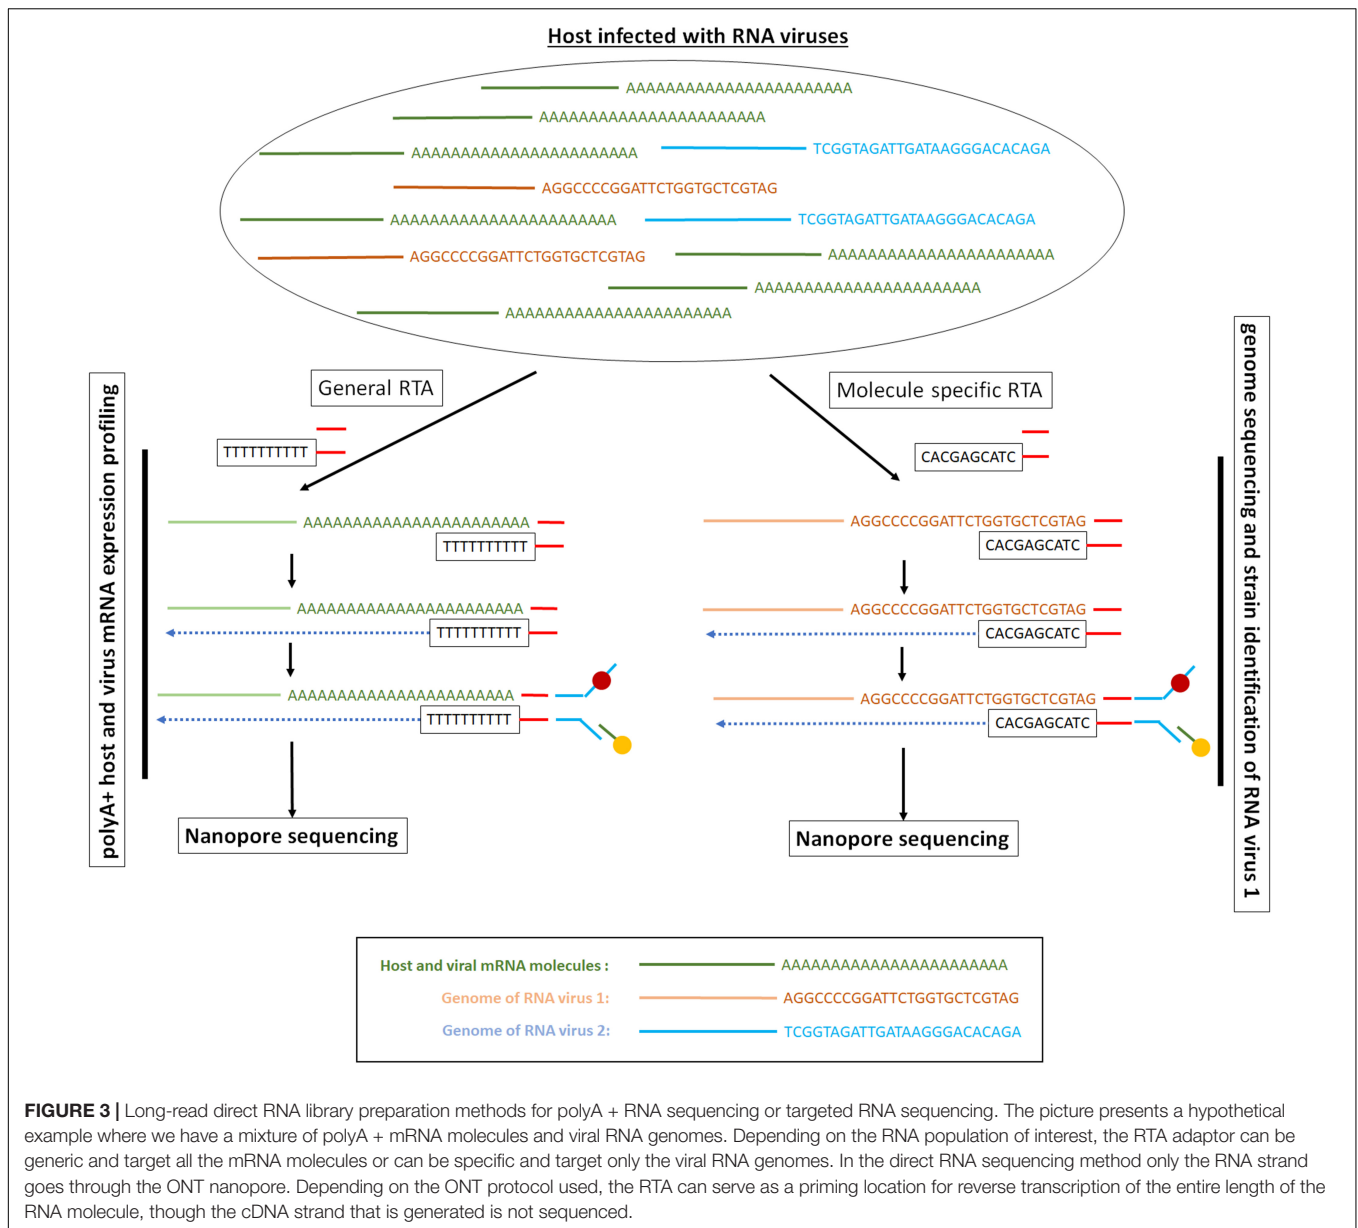 Host infected with RNA viruses
AAAAAAAAAAAAAAAAAAAAAAA
AAAAAAAAAAAAAAAAAAAAAAA
AAAAAAAAAAAAAAAAAAAAAAA TCGGTAGATTGATAAGGGACACAGA
AGGCCCCGGATTCTGGTGCTCGTAG
AAAAAAAAAAAAAAAAAAAAAAA TCGGTAGATTGATAAGGGACACAGA
AGGCCCCGGATTCTGGTGCTCGTAG AAAAAAAAAAAAAAAAAAAAAAA
AAAAAAAAAAAAAAAAAAAAAAA
AAAAAAAAAAAAAAAAAAAAAAA
polyA+ host and virus mRNA expression profiling
General RTA
TTTTTTTTTT
AAAAAAAAAAAAAAAAAAAAAAA
TTTTTTTTTT
AAAAAAAAAAAAAAAAAAAAAAA
TTTTTTTTTT
AAAAAAAAAAAAAAAAAAAAAAA
TTTTTTTTTT
Nanopore sequencing
Molecule specific RTA
CACGAGCATC
AGGCCCCGGATTCTGGTGCTCGTAG
CACGAGCATC
AGGCCCCGGATTCTGGTGCTCGTAG
CACGAGCATC
AGGCCCCGGATTCTGGTGCTCGTAG
CACGAGCATC
Nanopore sequencing
genome sequencing and strain identification of RNA virus 1
Host and viral mRNA molecules : AAAAAAAAAAAAAAAAAAAAAAA
Genome of RNA virus 1: AGGCCCCGGATTCTGGTGCTCGTAG
Genome of RNA virus 2: TCGGTAGATTGATAAGGGACACAGA
FIGURE 3 | Long-read direct RNA library preparation methods for polyA + RNA sequencing or targeted RNA sequencing. The picture presents a hypothetical
example where we have a mixture of polyA + mRNA molecules and viral RNA genomes. Depending on the RNA population of interest, the RTA adaptor can be
generic and target all the mRNA molecules or can be specific and target only the viral RNA genomes. In the direct RNA sequencing method only the RNA strand
goes through the ONT nanopore. Depending on the ONT protocol used, the RTA can serve as a priming location for reverse transcription of the entire length of the
RNA molecule, though the cDNA strand that is generated is not sequenced.